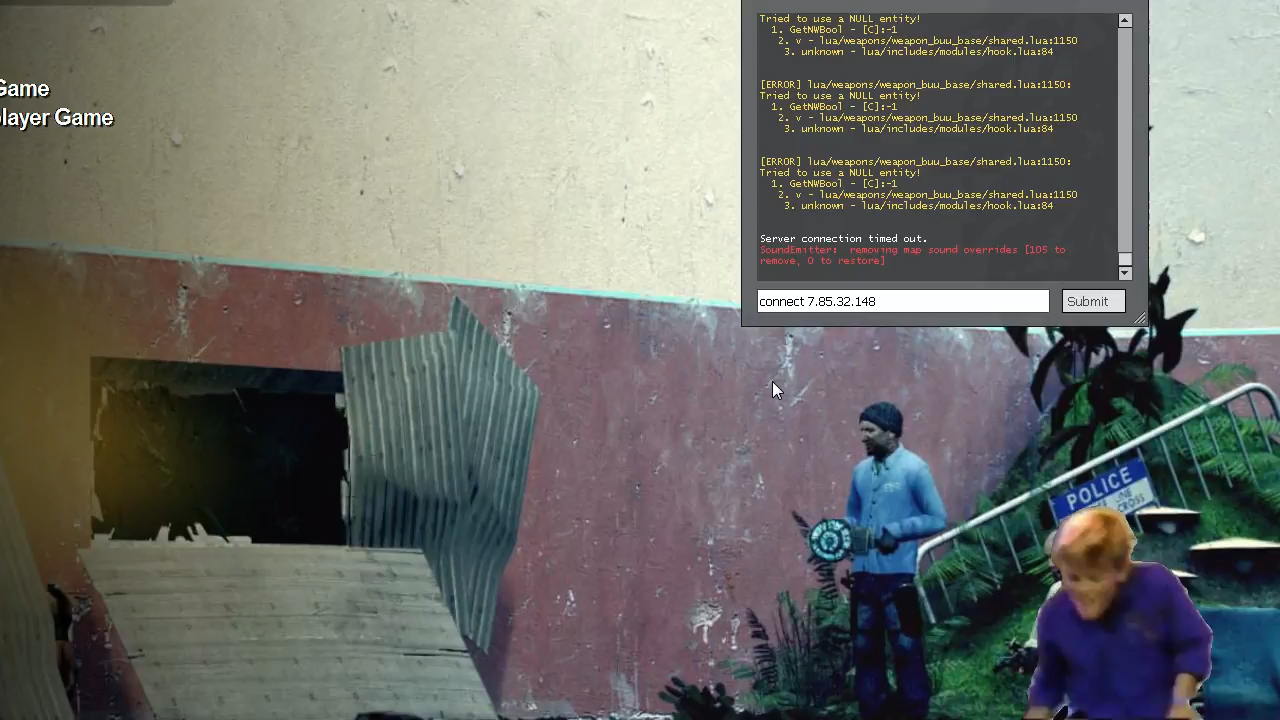 Game
player Game
Tried to use a NULL entity!
1. GetNWBool - [C]:-1
2. v - lua/weapons/weapon_buu_base/shared.lua:1150
3. unknown - lua/includes/modules/hook.lua:84
[ERROR] lua/weapons/weapon_buu_base/shared.lua:1150:
Tried to use a NULL entity!
1. GetNWBool - [C]:-1
2. v - lua/weapons/weapon_buu_base/shared.lua:1150
3. unknown - lua/includes/modules/hook.lua:84
[ERROR] lua/weapons/weapon_buu_base/shared.lua:1150:
Tried to use a NULL entity!
1. GetNWBool - [C]:-1
2. v - lua/weapons/weapon_buu_base/shared.lua:1150
3. unknown - lua/includes/modules/hook.lua:84
Server connection timed out.
SoundEmitter: removing map sound overrides [105 to
remove, 0 to restore]
connect 7.85.32.148
Submit
POLICE
CROSS